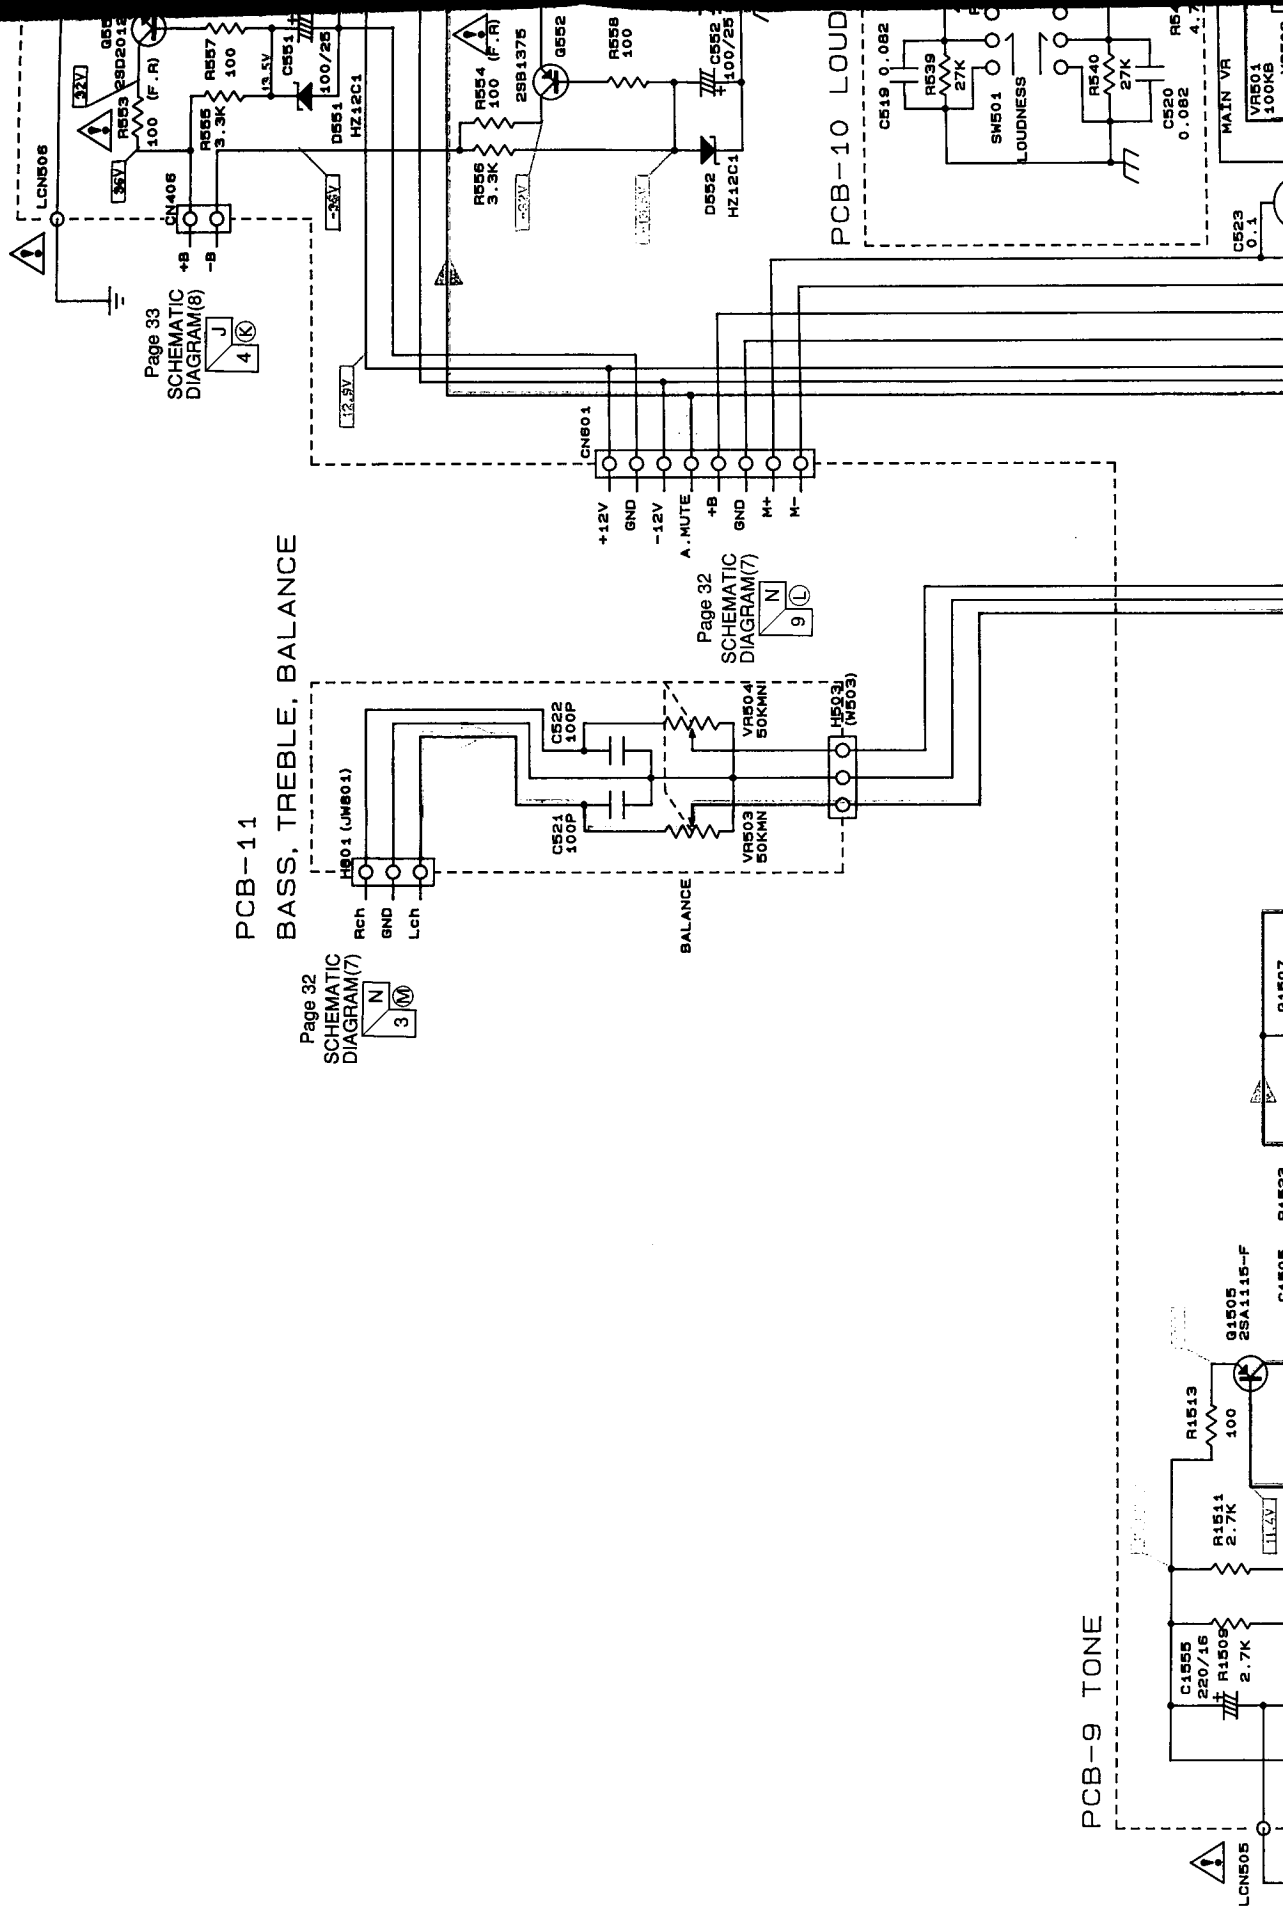 LCN506
32V
2SD2012
R553
100 (F.R)
36V
R557
100
R555
3.3K
13.5V
C551
100/25
D551
HZ12C1
CN406
+B
-B
-36V
Page 33
SCHEMATIC
DIAGRAM(8)
J
4
K
12.9V
R554
100 (F.R)
2SB1375
Q552
R556
3.3K
-32V
R558
100
C552
100/25
D552
HZ12C1
PCB-10 LOUD
C519 0.082
R539
27K
SW501
LOUDNESS
R540
27K
C520
0.082
MAIN VR
VR501
100KB
C523
0.1
CN601
+12V
GND
-12V
A.MUTE
+B
GND
M+
M-
Page 32
SCHEMATIC
DIAGRAM(7)
N
9
L
PCB-11
BASS, TREBLE, BALANCE
H601 (JW601)
Rch
GND
Lch
Page 32
SCHEMATIC
DIAGRAM(7)
N
3
M
C522
100P
C521
100P
VR504
50KMN
VR503
50KMN
H503
(W503)
BALANCE
PCB-9 TONE
LCN505
C1555
220/16
R1509
2.7K
R1511
2.7K
11.4V
R1513
100
Q1505
2SA1115-F